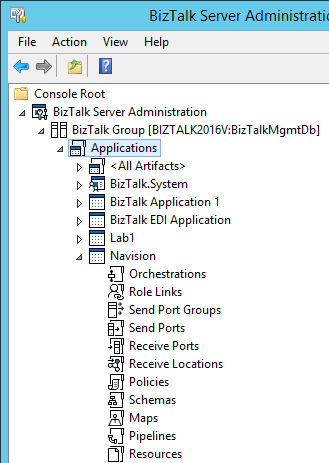 BizTalk Server Administratio
File Action View Help
Console Root
BizTalk Server Administration
BizTalk Group [BIZTALK2016V:BizTalkMgmtDb]
Applications
<All Artifacts>
BizTalk.System
BizTalk Application 1
BizTalk EDI Application
Lab1
Navision
Orchestrations
Role Links
Send Port Groups
Send Ports
Receive Ports
Receive Locations
Policies
Schemas
Maps
Pipelines
Resources